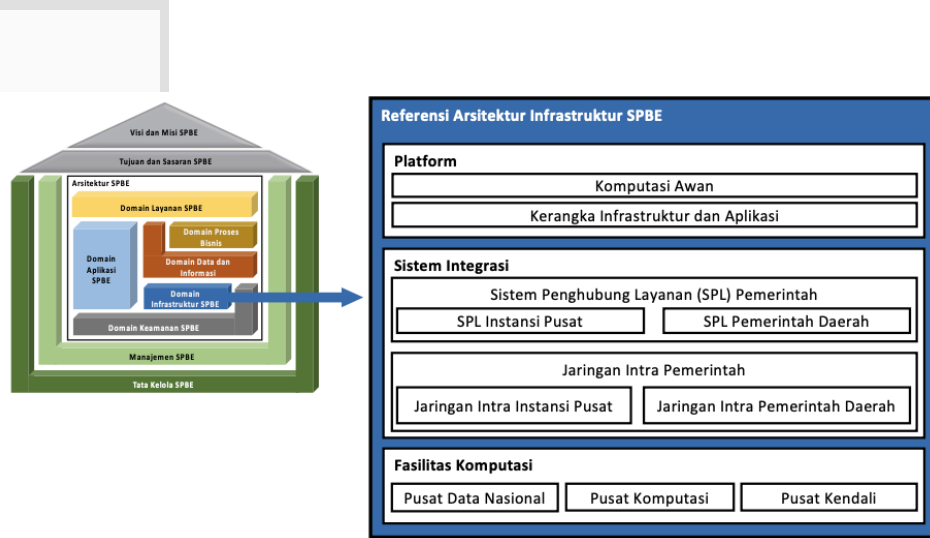 Visi dan Misi SPBE
Tujuan dan Sasaran SPBE
Arsitektur SPBE
Domain Layanan SPBE
Domain Aplikasi SPBE
Domain Proses
Bisnis
Domain Data dan
Informasi
Domain
Infrastruktur SPBE
Domain Keamanan SPBE
Manajemen SPBE
Tata Kelola SPBE
Referensi Arsitektur Infrastruktur SPBE
Platform
Komputasi Awan
Kerangka Infrastruktur dan Aplikasi
Sistem Integrasi
Sistem Penghubung Layanan (SPL) Pemerintah
SPL Instansi Pusat
SPL Pemerintah Daerah
Jaringan Intra Pemerintah
Jaringan Intra Instansi Pusat
Jaringan Intra Pemerintah Daerah
Fasilitas Komputasi
Pusat Data Nasional
Pusat Komputasi
Pusat Kendali